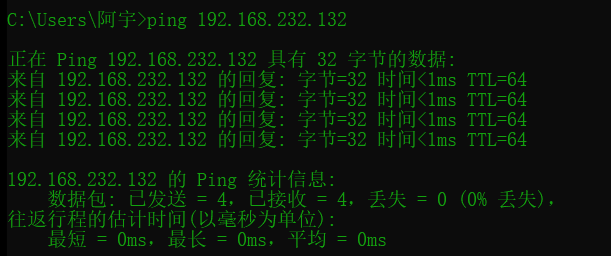 C:\Users\阿宇>ping 192.168.232.132
正在 Ping 192.168.232.132 具有 32 字节的数据:
来自 192.168.232.132 的回复: 字节=32 时间<1ms TTL=64
来自 192.168.232.132 的回复: 字节=32 时间<1ms TTL=64
来自 192.168.232.132 的回复: 字节=32 时间<1ms TTL=64
来自 192.168.232.132 的回复: 字节=32 时间<1ms TTL=64
192.168.232.132 的 Ping 统计信息:
数据包: 已发送 = 4，已接收 = 4，丢失 = 0 (0% 丢失)，
往返行程的估计时间(以毫秒为单位):
最短 = 0ms，最长 = 0ms，平均 = 0ms